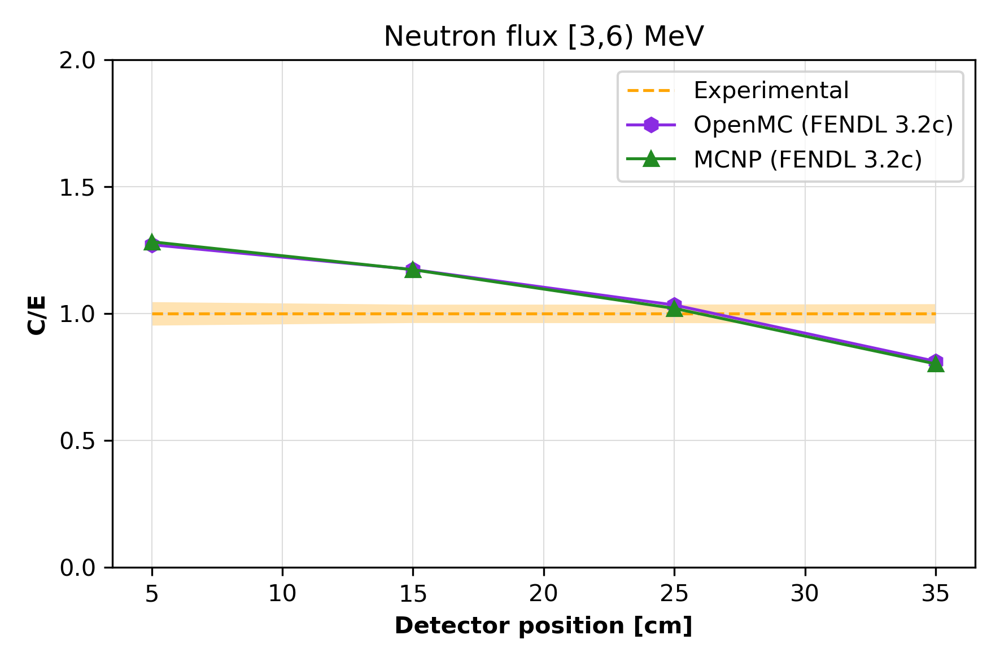 Neutron flux [3,6) MeV
2.0
1.5
1.0
0.5
0.0
C/E
Experimental
OpenMC (FENDL 3.2c)
MCNP (FENDL 3.2c)
5 10 15 20 25 30 35
Detector position [cm]